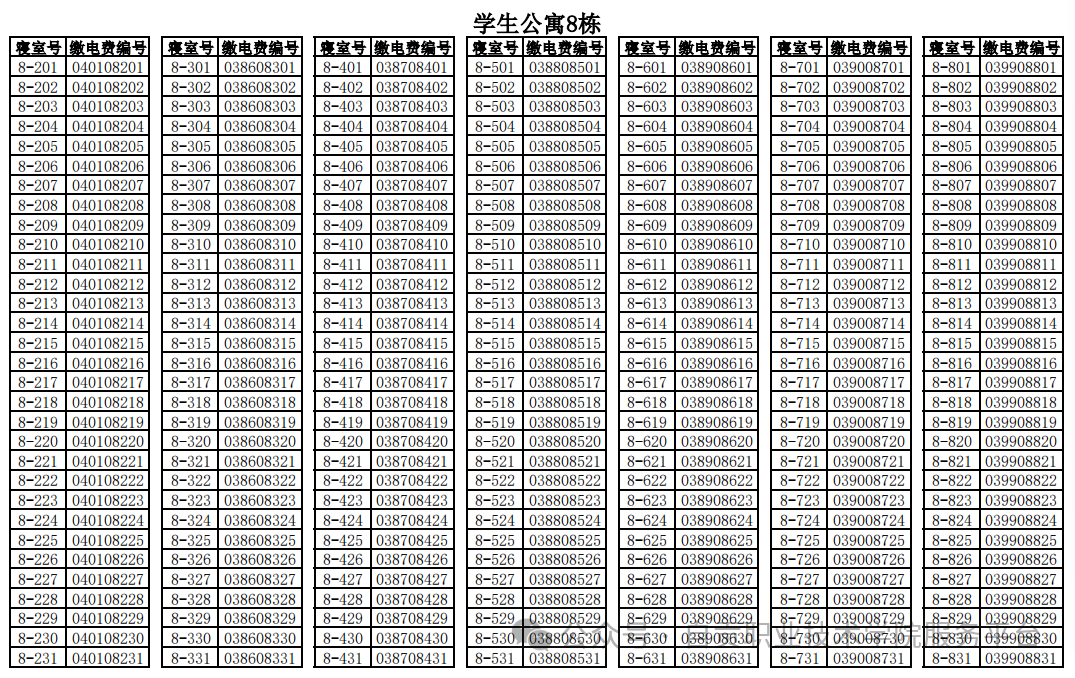 学生公寓8栋
寝室号 缴电费编号 寝室号 缴电费编号 寝室号 缴电费编号 寝室号 缴电费编号 寝室号 缴电费编号 寝室号 缴电费编号 寝室号 缴电费编号
8-201 040108201 8-301 038608301 8-401 038708401 8-501 038808501 8-601 038908601 8-701 039008701 8-801 039908801
8-202 040108202 8-302 038608302 8-402 038708402 8-502 038808502 8-602 038908602 8-702 039008702 8-802 039908802
8-203 040108203 8-303 038608303 8-403 038708403 8-503 038808503 8-603 038908603 8-703 039008703 8-803 039908803
8-204 040108204 8-304 038608304 8-404 038708404 8-504 038808504 8-604 038908604 8-704 039008704 8-804 039908804
8-205 040108205 8-305 038608305 8-405 038708405 8-505 038808505 8-605 038908605 8-705 039008705 8-805 039908805
8-206 040108206 8-306 038608306 8-406 038708406 8-506 038808506 8-606 038908606 8-706 039008706 8-806 039908806
8-207 040108207 8-307 038608307 8-407 038708407 8-507 038808507 8-607 038908607 8-707 039008707 8-807 039908807
8-208 040108208 8-308 038608308 8-408 038708408 8-508 038808508 8-608 038908608 8-708 039008708 8-808 039908808
8-209 040108209 8-309 038608309 8-409 038708409 8-509 038808509 8-609 038908609 8-709 039008709 8-809 039908809
8-210 040108210 8-310 038608310 8-410 038708410 8-510 038808510 8-610 038908610 8-710 039008710 8-810 039908810
8-211 040108211 8-311 038608311 8-411 038708411 8-511 038808511 8-611 038908611 8-711 039008711 8-811 039908811
8-212 040108212 8-312 038608312 8-412 038708412 8-512 038808512 8-612 038908612 8-712 039008712 8-812 039908812
8-213 040108213 8-313 038608313 8-413 038708413 8-513 038808513 8-613 038908613 8-713 039008713 8-813 039908813
8-214 040108214 8-314 038608314 8-414 038708414 8-514 038808514 8-614 038908614 8-714 039008714 8-814 039908814
8-215 040108215 8-315 038608315 8-415 038708415 8-515 038808515 8-615 038908615 8-715 039008715 8-815 039908815
8-216 040108216 8-316 038608316 8-416 038708416 8-516 038808516 8-616 038908616 8-716 039008716 8-816 039908816
8-217 040108217 8-317 038608317 8-417 038708417 8-517 038808517 8-617 038908617 8-717 039008717 8-817 039908817
8-218 040108218 8-318 038608318 8-418 038708418 8-518 038808518 8-618 038908618 8-718 039008718 8-818 039908818
8-219 040108219 8-319 038608319 8-419 038708419 8-519 038808519 8-619 038908619 8-719 039008719 8-819 039908819
8-220 040108220 8-320 038608320 8-420 038708420 8-520 038808520 8-620 038908620 8-720 039008720 8-820 039908820
8-221 040108221 8-321 038608321 8-421 038708421 8-521 038808521 8-621 038908621 8-721 039008721 8-821 039908821
8-222 040108222 8-322 038608322 8-422 038708422 8-522 038808522 8-622 038908622 8-722 039008722 8-822 039908822
8-223 040108223 8-323 038608323 8-423 038708423 8-523 038808523 8-623 038908623 8-723 039008723 8-823 039908823
8-224 040108224 8-324 038608324 8-424 038708424 8-524 038808524 8-624 038908624 8-724 039008724 8-824 039908824
8-225 040108225 8-325 038608325 8-425 038708425 8-525 038808525 8-625 038908625 8-725 039008725 8-825 039908825
8-226 040108226 8-326 038608326 8-426 038708426 8-526 038808526 8-626 038908626 8-726 039008726 8-826 039908826
8-227 040108227 8-327 038608327 8-427 038708427 8-527 038808527 8-627 038908627 8-727 039008727 8-827 039908827
8-228 040108228 8-328 038608328 8-428 038708428 8-528 038808528 8-628 038908628 8-728 039008728 8-828 039908828
8-229 040108229 8-329 038608329 8-429 038708429 8-529 038808529 8-629 038908629 8-729 039008729 8-829 039908829
8-230 040108230 8-330 038608330 8-430 038708430 8-530 038808530 8-630 038908630 8-730 039008730 8-830 039908830
8-231 040108231 8-331 038608331 8-431 038708431 8-531 038808531 8-631 038908631 8-731 039008731 8-831 039908831
公众号 · 自贡职业技术学院服务平台